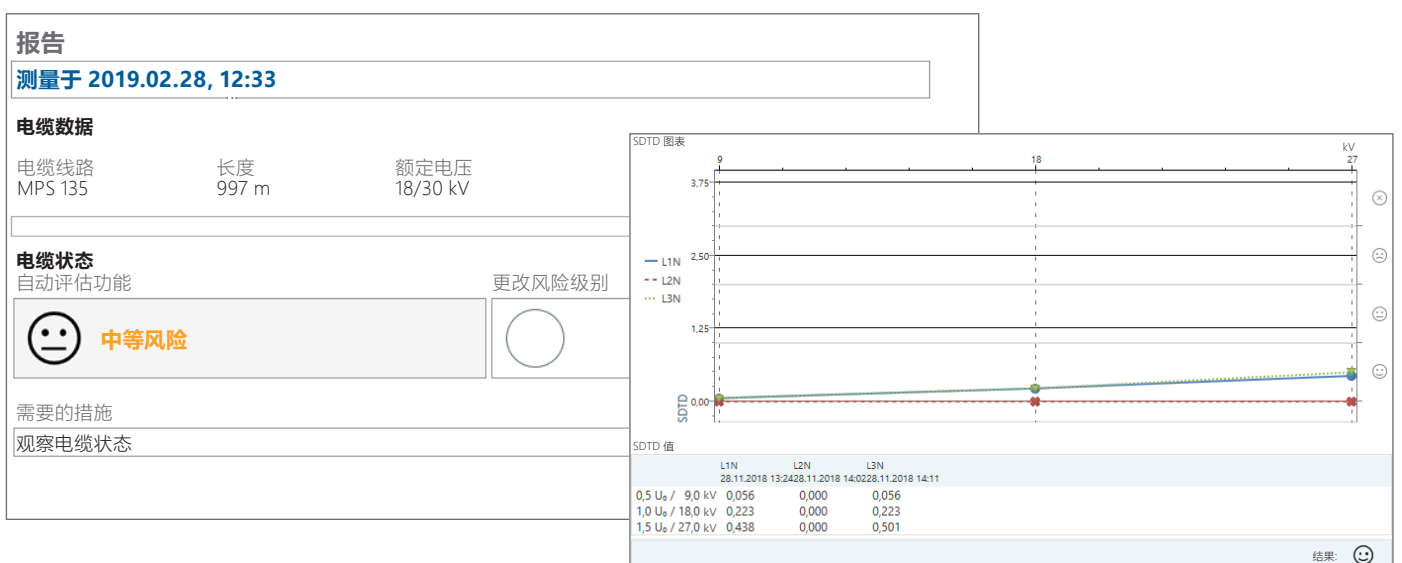 报告
测量于 2019.02.28, 12:33
电缆数据
电缆线路 长度 额定电压
MPS 135 997 m 18/30 kV
电缆状态
自动评估功能 更改风险级别
中等风险
需要的措施
观察电缆状态
SDTD 图表
kV
9 18 27
3,75
2,50
1,25
0,00
SDTD
L1N
L2N
L3N
SDTD 值
L1N L2N L3N
28.11.2018 13:2428.11.2018 14:0228.11.2018 14:11
0,5 U₀ / 9,0 kV 0,056 0,000 0,056
1,0 U₀ / 18,0 kV 0,223 0,000 0,223
1,5 U₀ / 27,0 kV 0,438 0,000 0,501
结果: